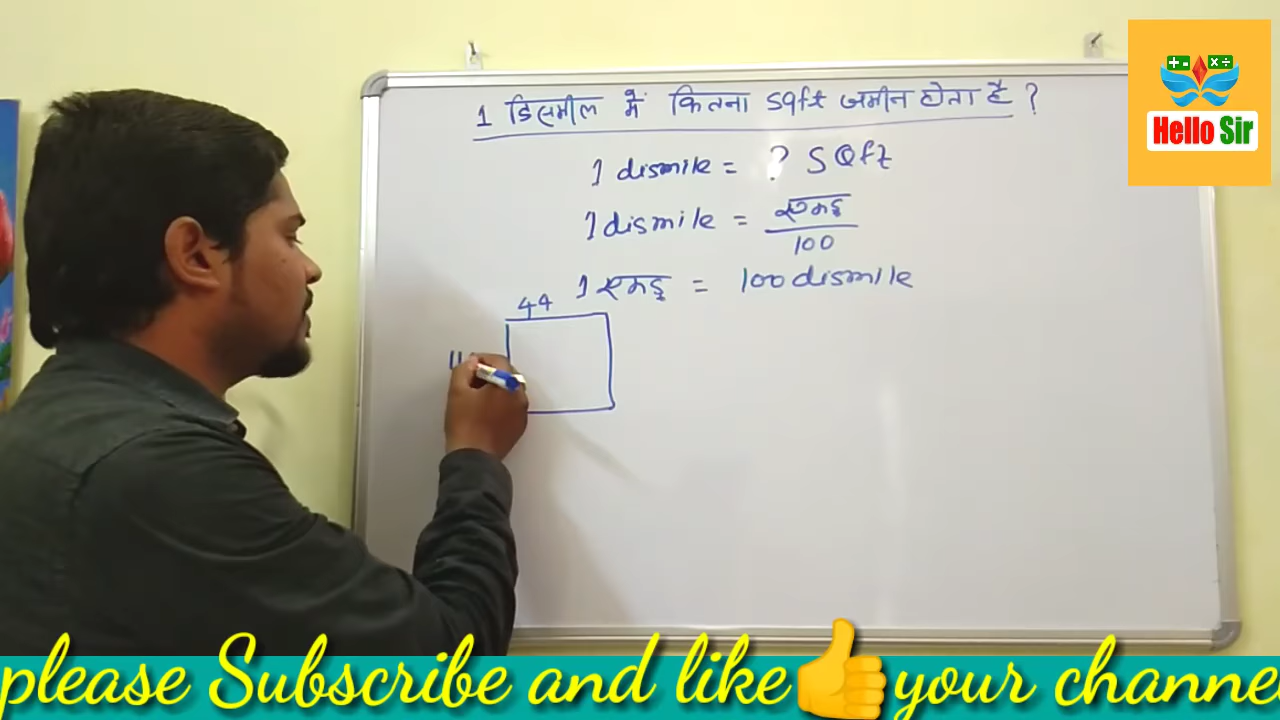 1 डिसमील में कितना sqft जमीन होता है ?
1 dismile = ? SQft
1 dismile = एकड़ / 100
1 एकड़ = 100 dismile
44
11
Hello Sir
please Subscribe and like 👍 your channe